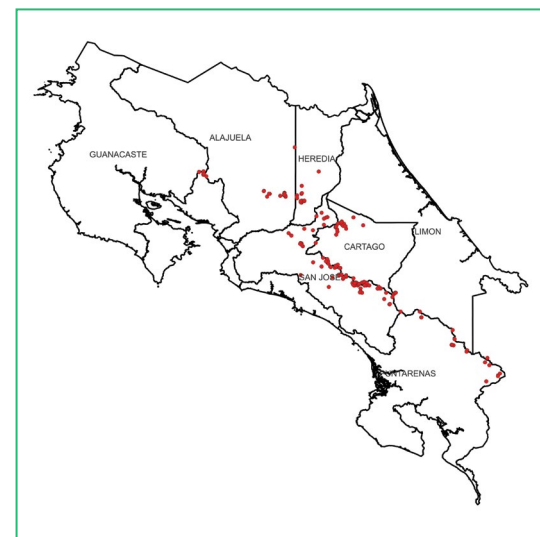 ALAJUELA
GUANACASTE
HEREDIA
LIMON
CARTAGO
SAN JOSE
PUNTARENAS